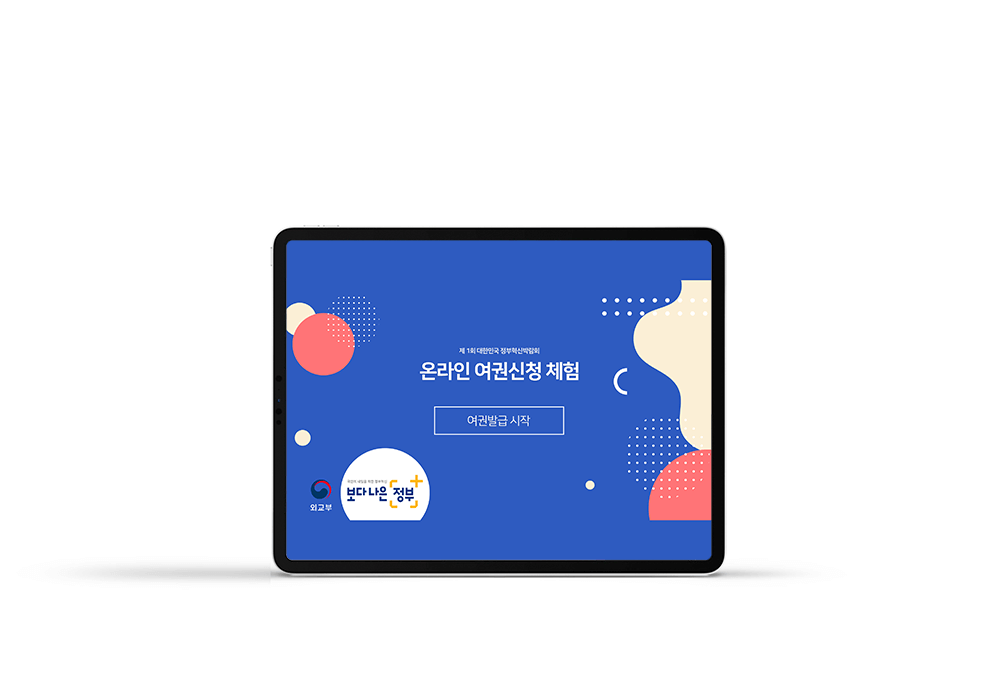 제 1회 대한민국 정부혁신박람회
온라인 여권신청 체험
여권발급 시작
외교부
보다나은 정부